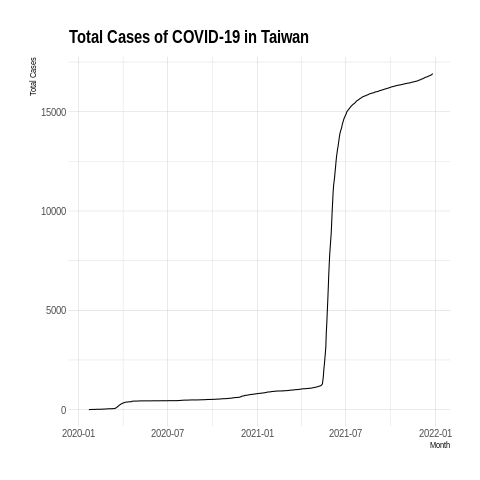 Total Cases of COVID-19 in Taiwan
Total Cases
15000
10000
5000
0
2020-01 2020-07 2021-01 2021-07 2022-01
Month